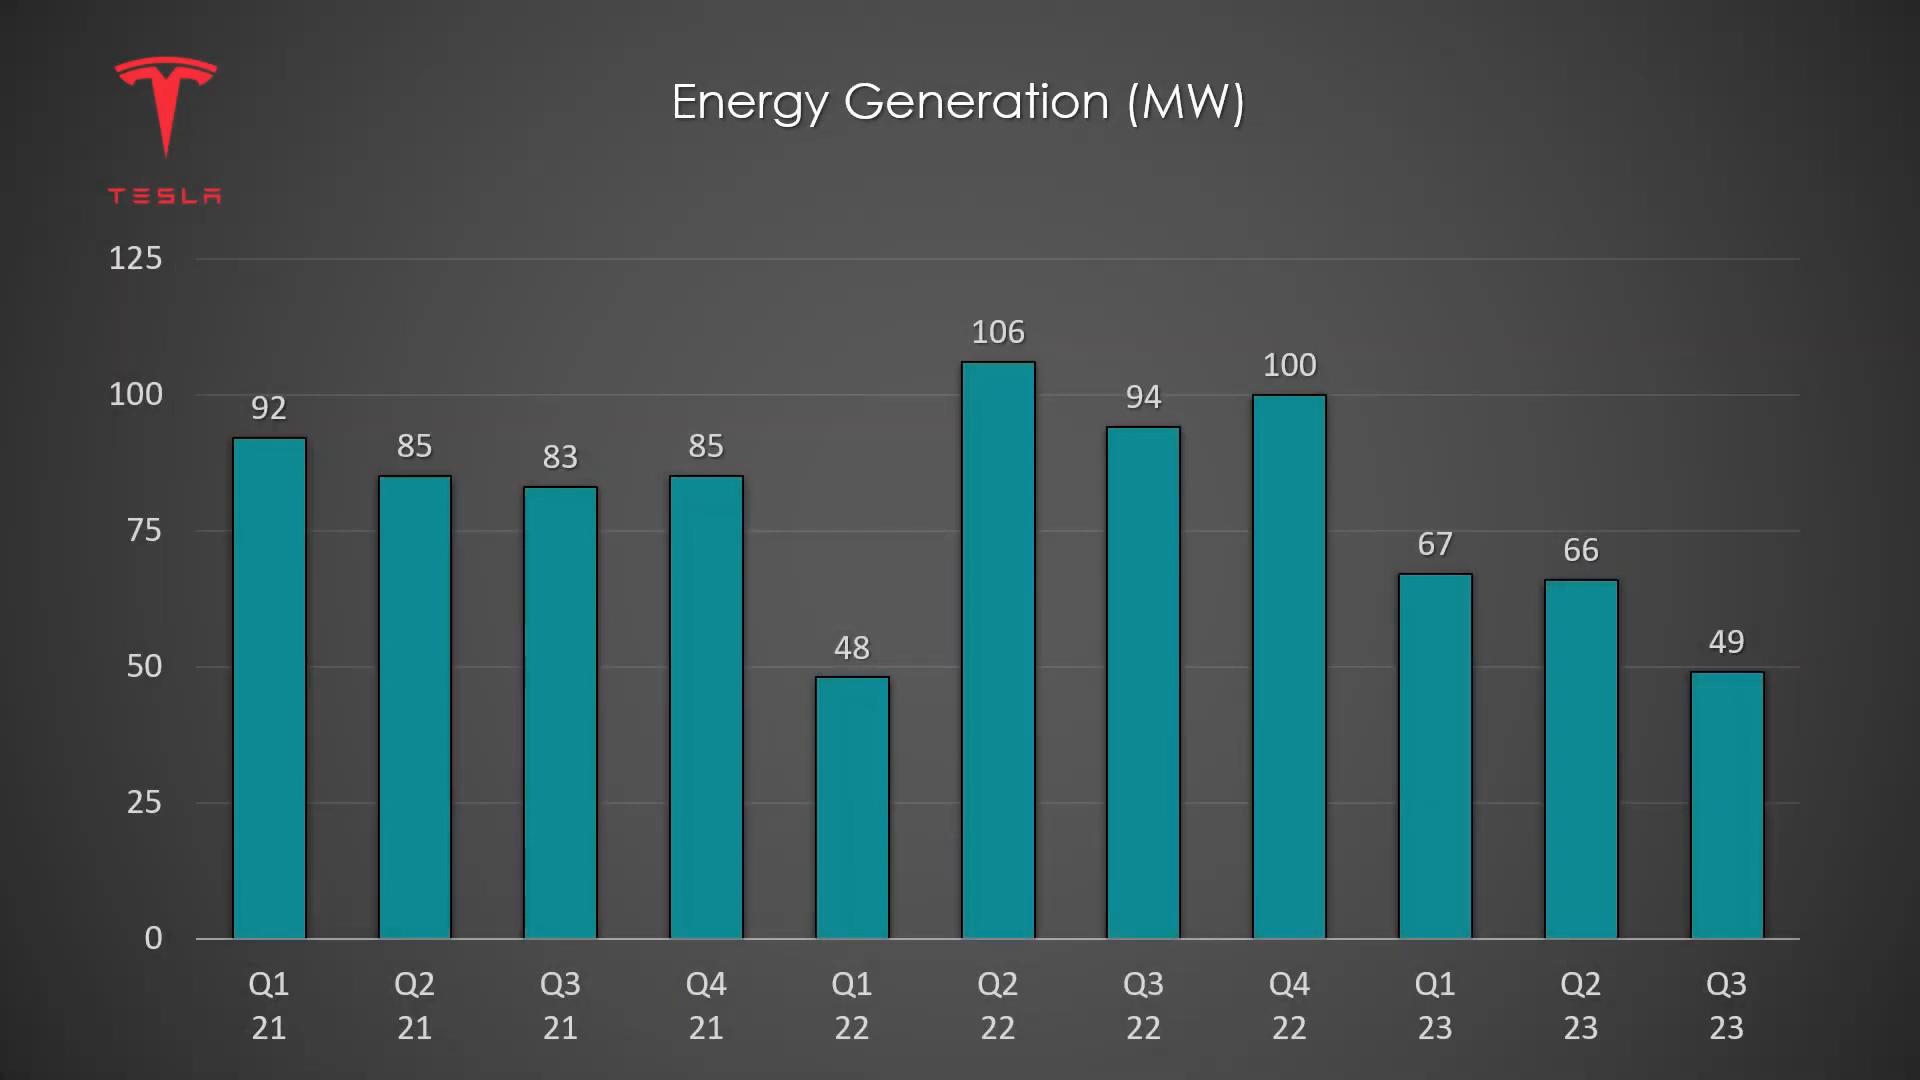 TESLA
Energy Generation (MW)
125
100
75
50
25
0
92
85
83
85
48
106
94
100
67
66
49
Q1 21
Q2 21
Q3 21
Q4 21
Q1 22
Q2 22
Q3 22
Q4 22
Q1 23
Q2 23
Q3 23